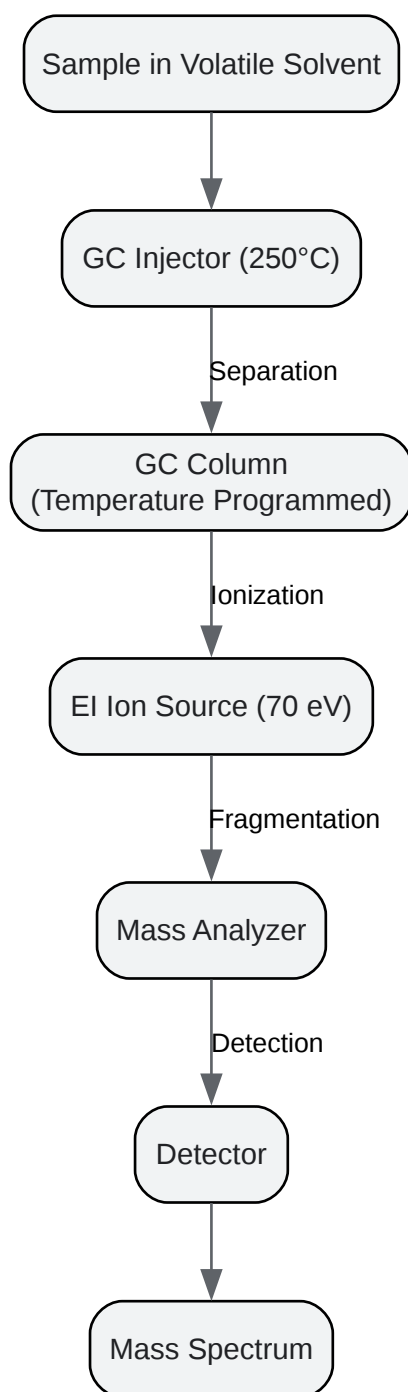 Sample in Volatile Solvent
GC Injector (250°C)
Separation
GC Column
(Temperature Programmed)
Ionization
EI Ion Source (70 eV)
Fragmentation
Mass Analyzer
Detection
Detector
Mass Spectrum